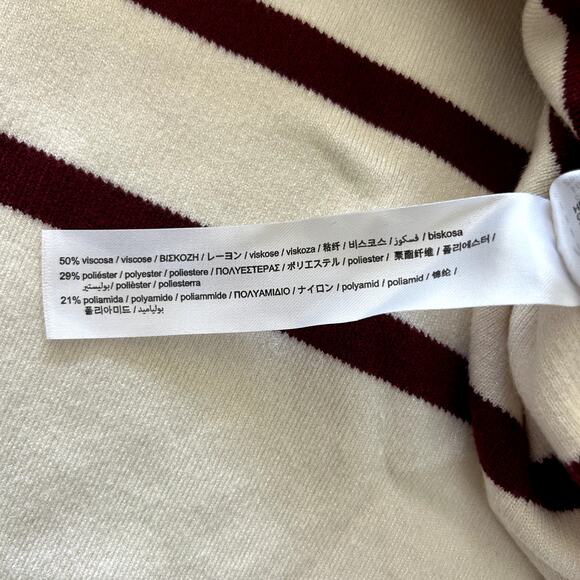 50% viscosa / viscose / ΒΙΣΚΟΖΗ / レーヨン / viskose / viskoza / 粘纤 / 비스코스 / فسكوز / biskosa
29% poliéster / polyester / poliestere / ΠΟΛΥΕΣΤΕΡΑΣ / ポリエステル / poliester / 聚酯纤维 / 폴리에스터 /
بوليستير / polièster / poliesterra
21% poliamida / polyamide / poliammide / ΠΟΛΥΑΜΙΔΙΟ / ナイロン / polyamid / poliamid / 锦纶 /
폴리아미드 / بولياميد